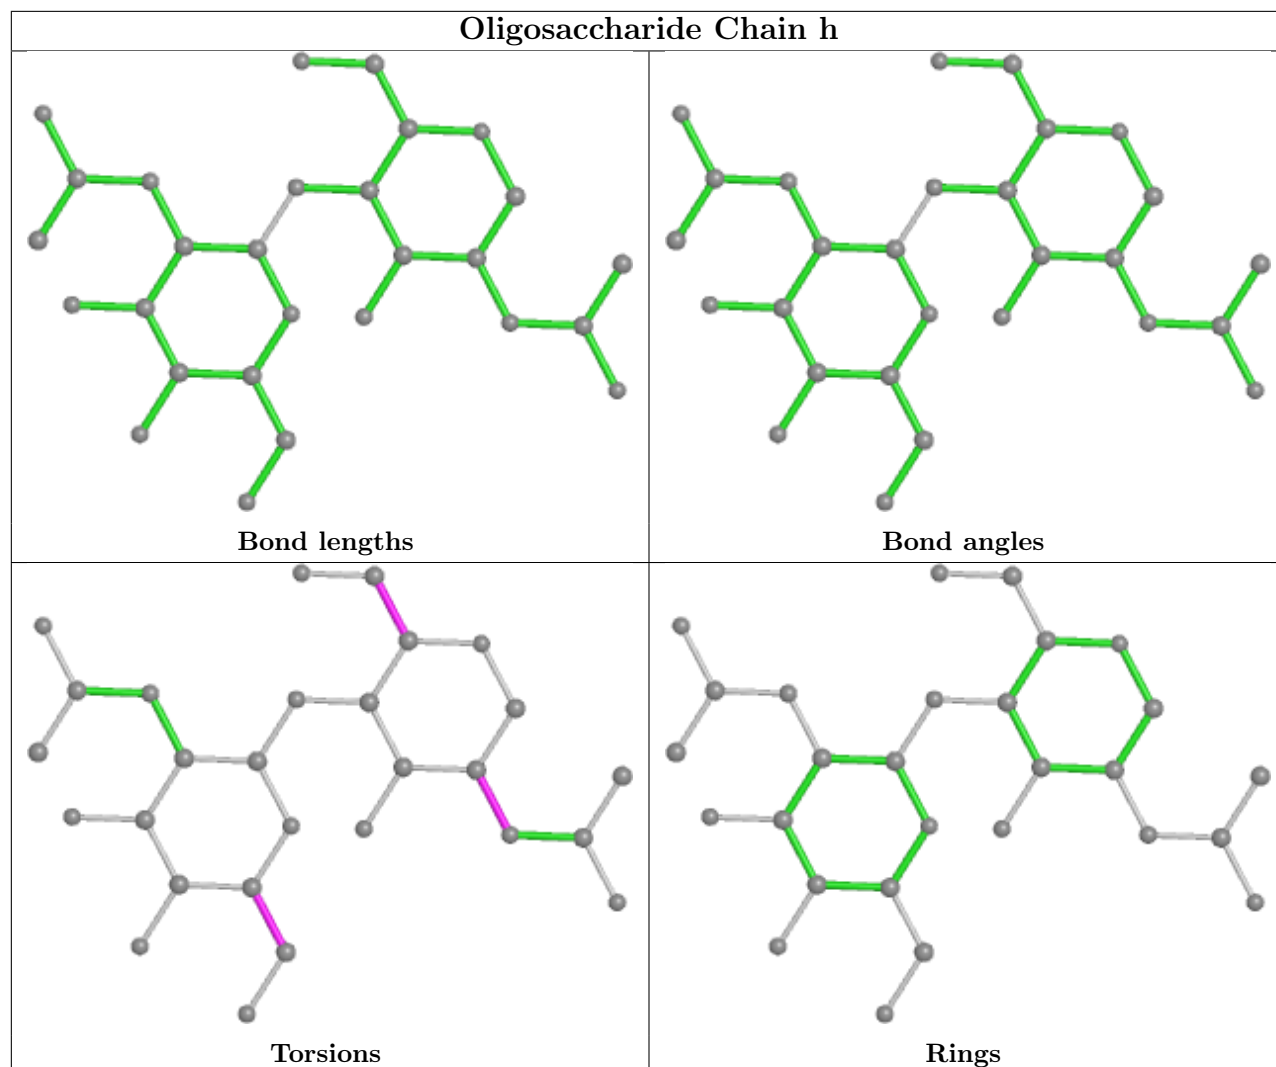 Oligosaccharide Chain h
Bond lengths
Bond angles
Torsions
Rings